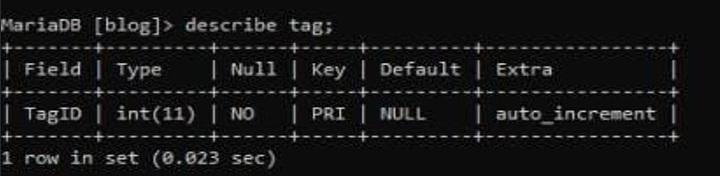 MariaDB [blog]> describe tag;
+-------+---------+------+-----+---------+----------------+
| Field | Type    | Null | Key | Default | Extra          |
+-------+---------+------+-----+---------+----------------+
| TagID | int(11) | NO   | PRI | NULL    | auto_increment |
+-------+---------+------+-----+---------+----------------+
1 row in set (0.023 sec)